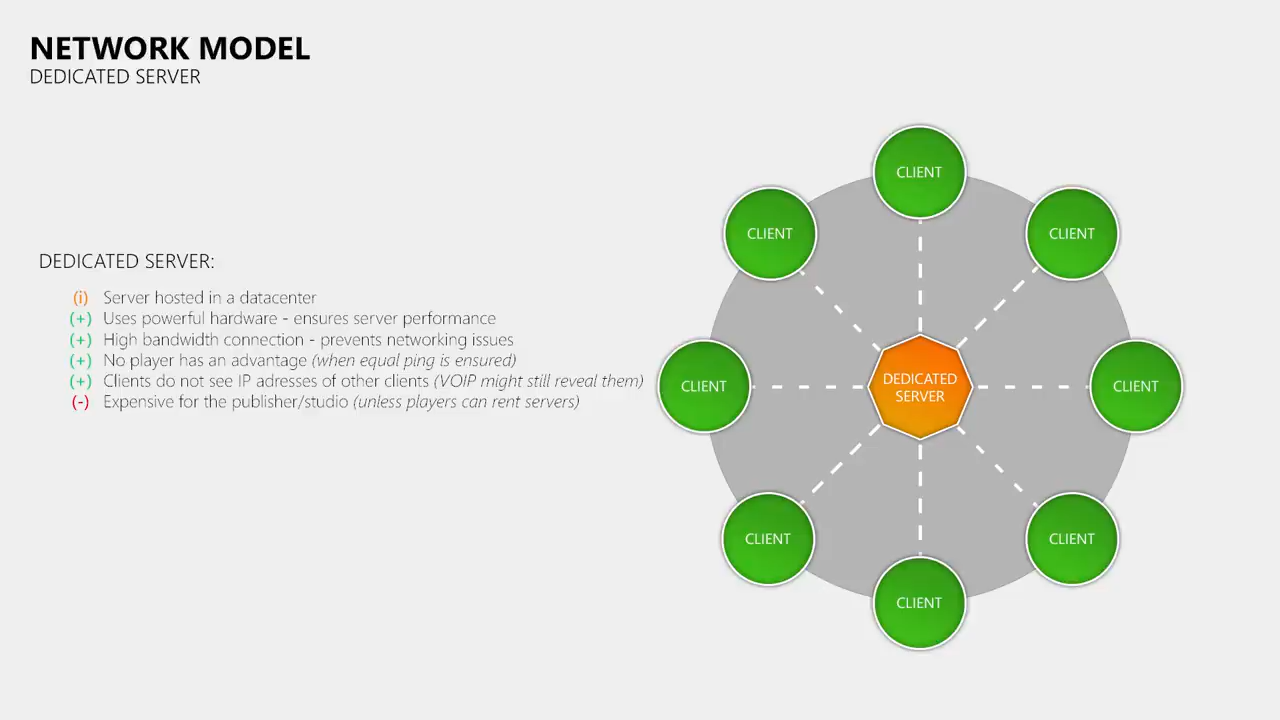 NETWORK MODEL
DEDICATED SERVER
DEDICATED SERVER:
(i) Server hosted in a datacenter
(+) Uses powerful hardware - ensures server performance
(+) High bandwidth connection - prevents networking issues
(+) No player has an advantage (when equal ping is ensured)
(+) Clients do not see IP adresses of other clients (VOIP might still reveal them)
(-) Expensive for the publisher/studio (unless players can rent servers)
CLIENT
CLIENT
CLIENT
CLIENT
DEDICATED
SERVER
CLIENT
CLIENT
CLIENT
CLIENT